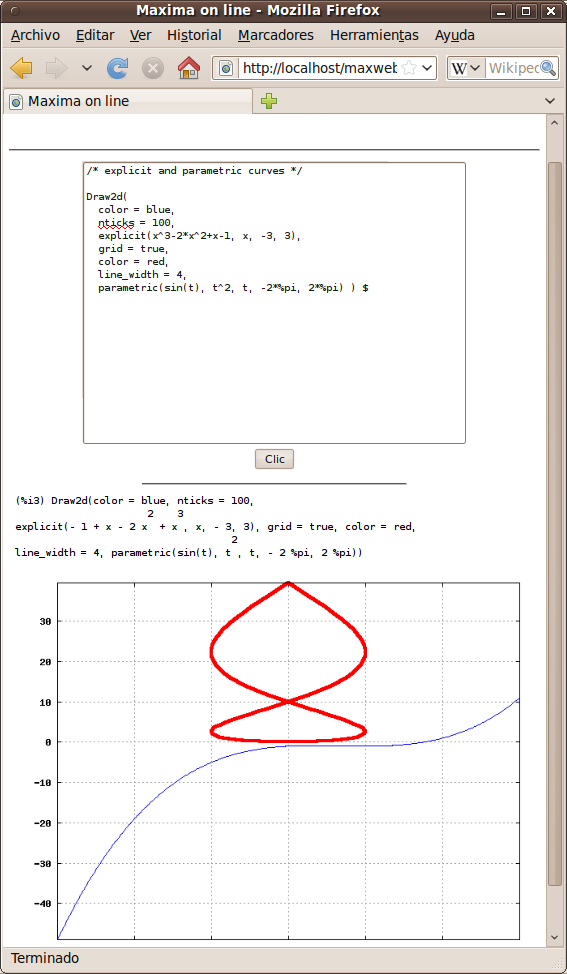 Maxima on line - Mozilla Firefox
Archivo Editar Ver Historial Marcadores Herramientas Ayuda
http://localhost/maxweb W Wikiped
Maxima on line
/* explicit and parametric curves */
Draw2d(
color = blue,
nticks = 100,
explicit(x^3-2*x^2+x-1, x, -3, 3),
grid = true,
color = red,
line_width = 4,
parametric(sin(t), t^2, t, -2*%pi, 2*%pi) ) $
Clic
(%i3) Draw2d(color = blue, nticks = 100,
2 3
explicit(- 1 + x - 2 x + x , x, - 3, 3), grid = true, color = red,
2
line_width = 4, parametric(sin(t), t , t, - 2 %pi, 2 %pi))
30
20
10
0
-10
-20
-30
-40
Terminado